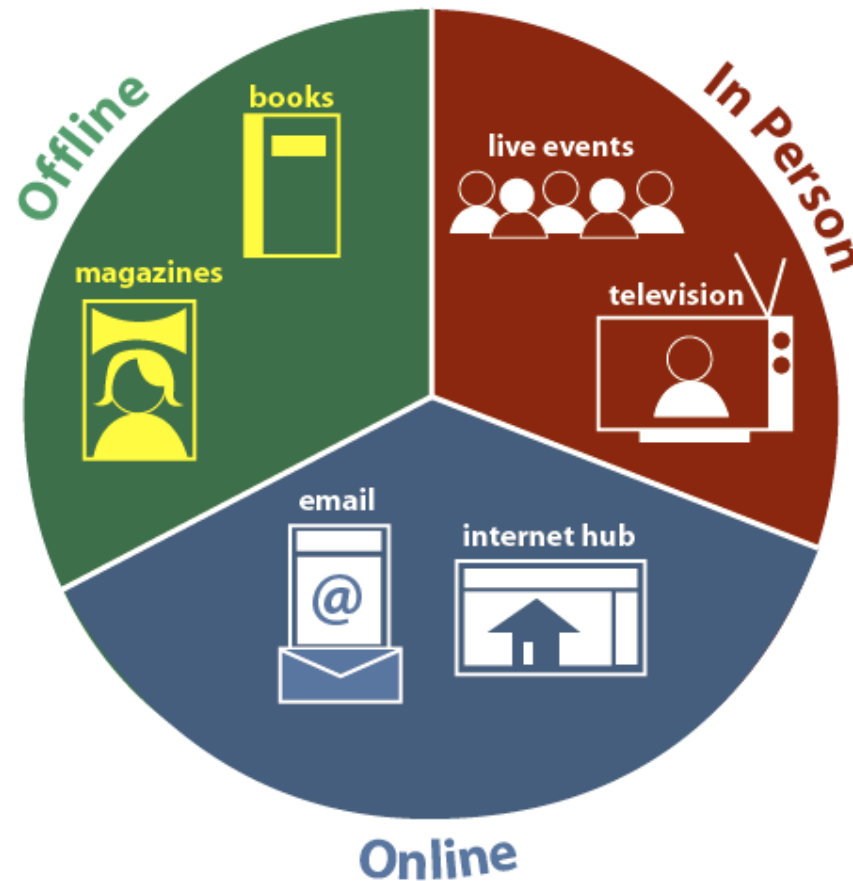 Offline
books
magazines
In Person
live events
television
email
@
internet hub
Online